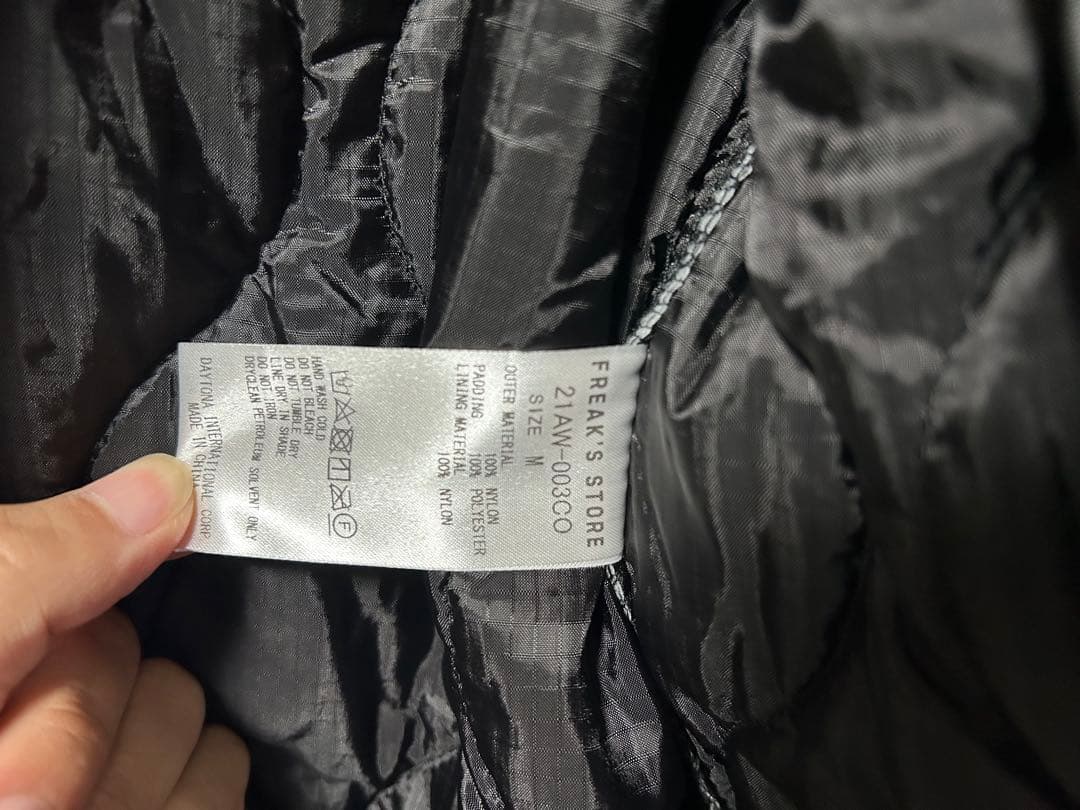 FREAK'S STORE
21AW-003CO
SIZE M
OUTER MATERIAL
100% NYLON
PADDING 100% POLYESTER
LINING MATERIAL
100% NYLON
F
HAND WASH COLD
DO NOT BLEACH
DO NOT TUMBLE DRY
LINE DRY IN SHADE
DO NOT IRON
DRYCLEAN PETROLEUM SOLVENT ONLY
DAYTONA INTERNATIONAL CORP.
MADE IN CHINA